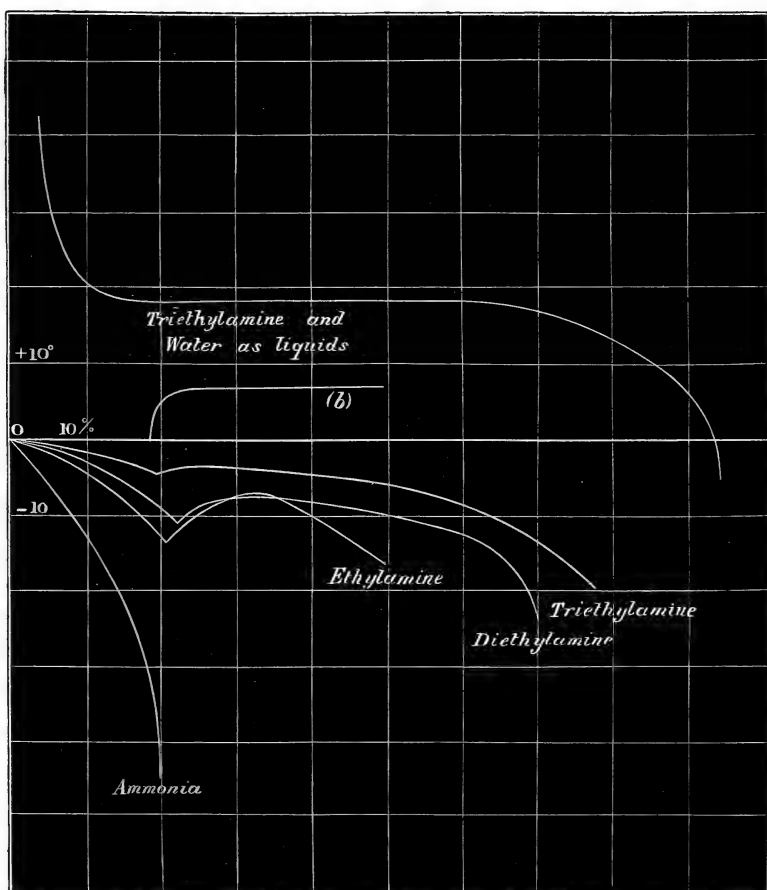 Triethylamine and
Water as liquids
+10°
(b)
0 10%
-10
Ethylamine
Triethylamine
Diethylamine
Ammonia